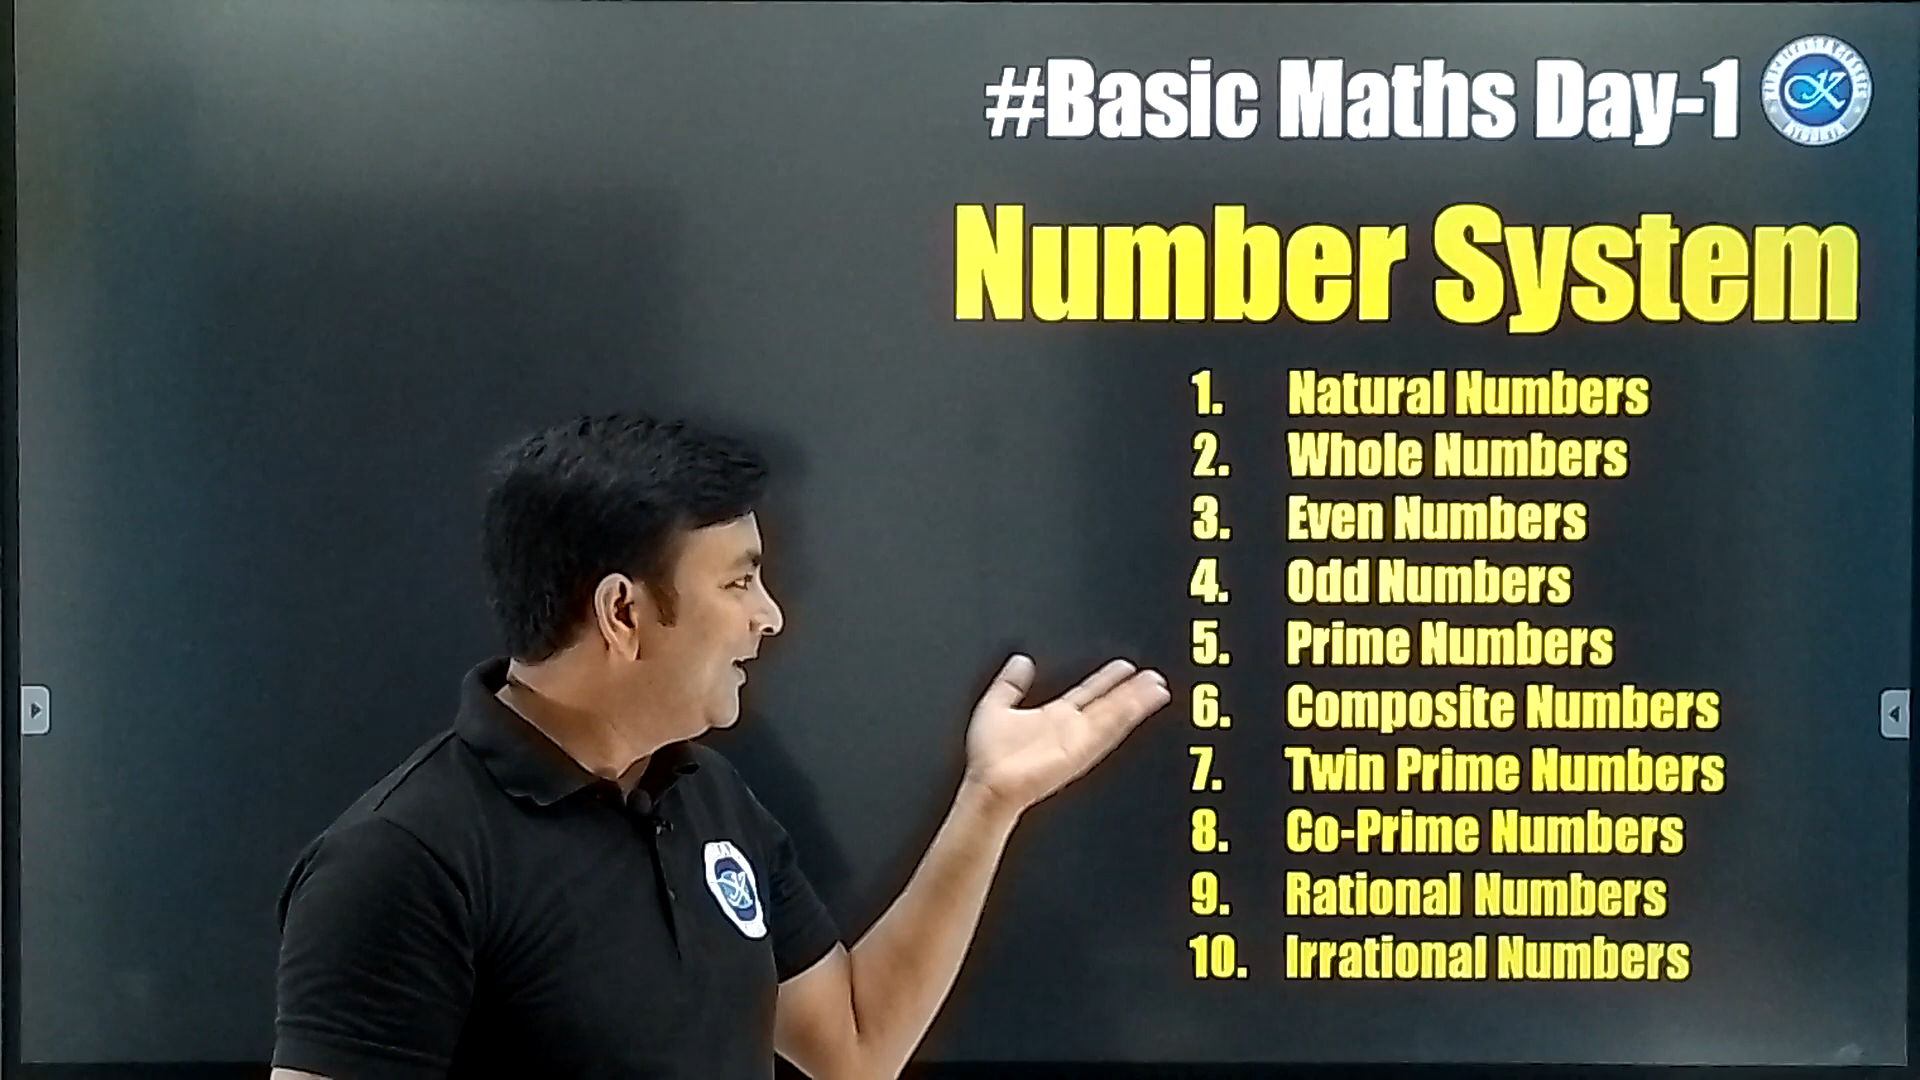 #Basic Maths Day-1
Number System
1. Natural Numbers
2. Whole Numbers
3. Even Numbers
4. Odd Numbers
5. Prime Numbers
6. Composite Numbers
7. Twin Prime Numbers
8. Co-Prime Numbers
9. Rational Numbers
10. Irrational Numbers